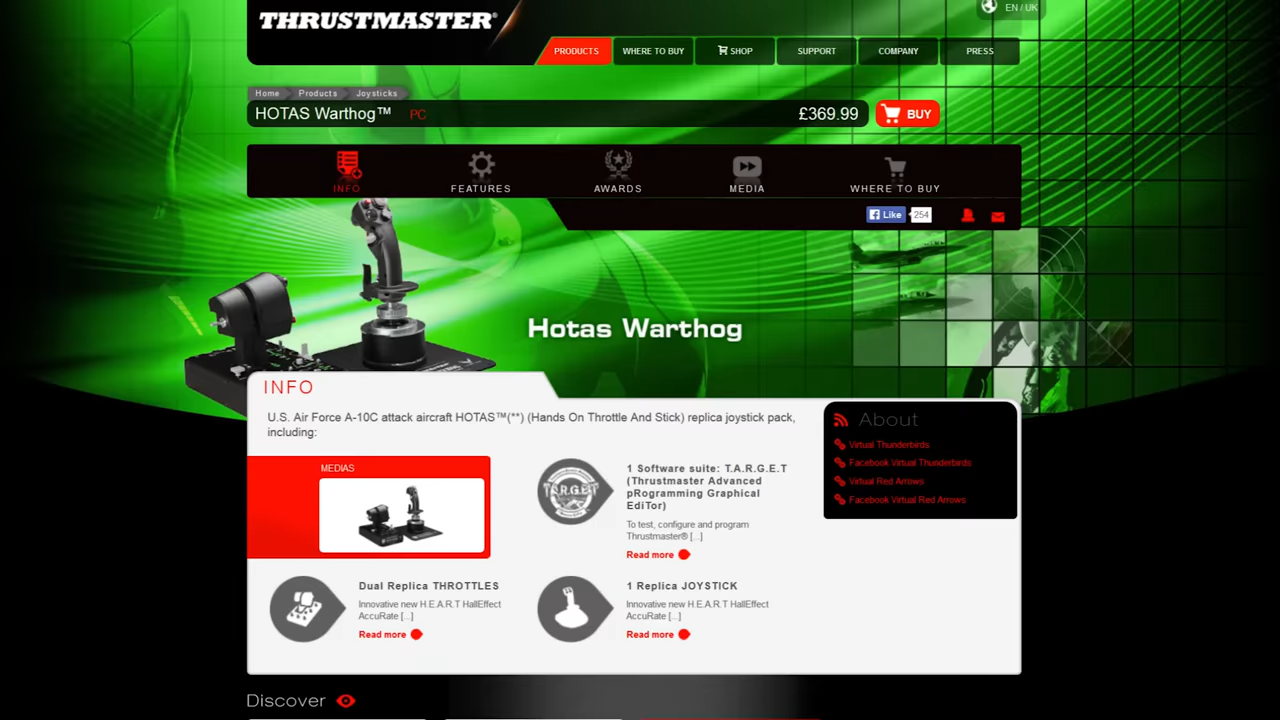 THRUSTMASTER®
EN / UK
PRODUCTS
WHERE TO BUY
SHOP
SUPPORT
COMPANY
PRESS
Home
Products
Joysticks
HOTAS Warthog™ PC
£369.99
BUY
INFO
FEATURES
AWARDS
MEDIA
WHERE TO BUY
Like
254
Hotas Warthog
INFO
U.S. Air Force A-10C attack aircraft HOTAS™(**) (Hands On Throttle And Stick) replica joystick pack,
including:
MEDIAS
T.A.R.G.E.T
1 Software suite: T.A.R.G.E.T
(Thrustmaster Advanced
pRogramming Graphical
EdiTor)
To test, configure and program
Thrustmaster® [...]
Read more
Dual Replica THROTTLES
Innovative new H.E.A.R.T HallEffect
AccuRate [...]
Read more
1 Replica JOYSTICK
Innovative new H.E.A.R.T HallEffect
AccuRate [...]
Read more
About
Virtual Thunderbirds
Facebook Virtual Thunderbirds
Virtual Red Arrows
Facebook Virtual Red Arrows
Discover